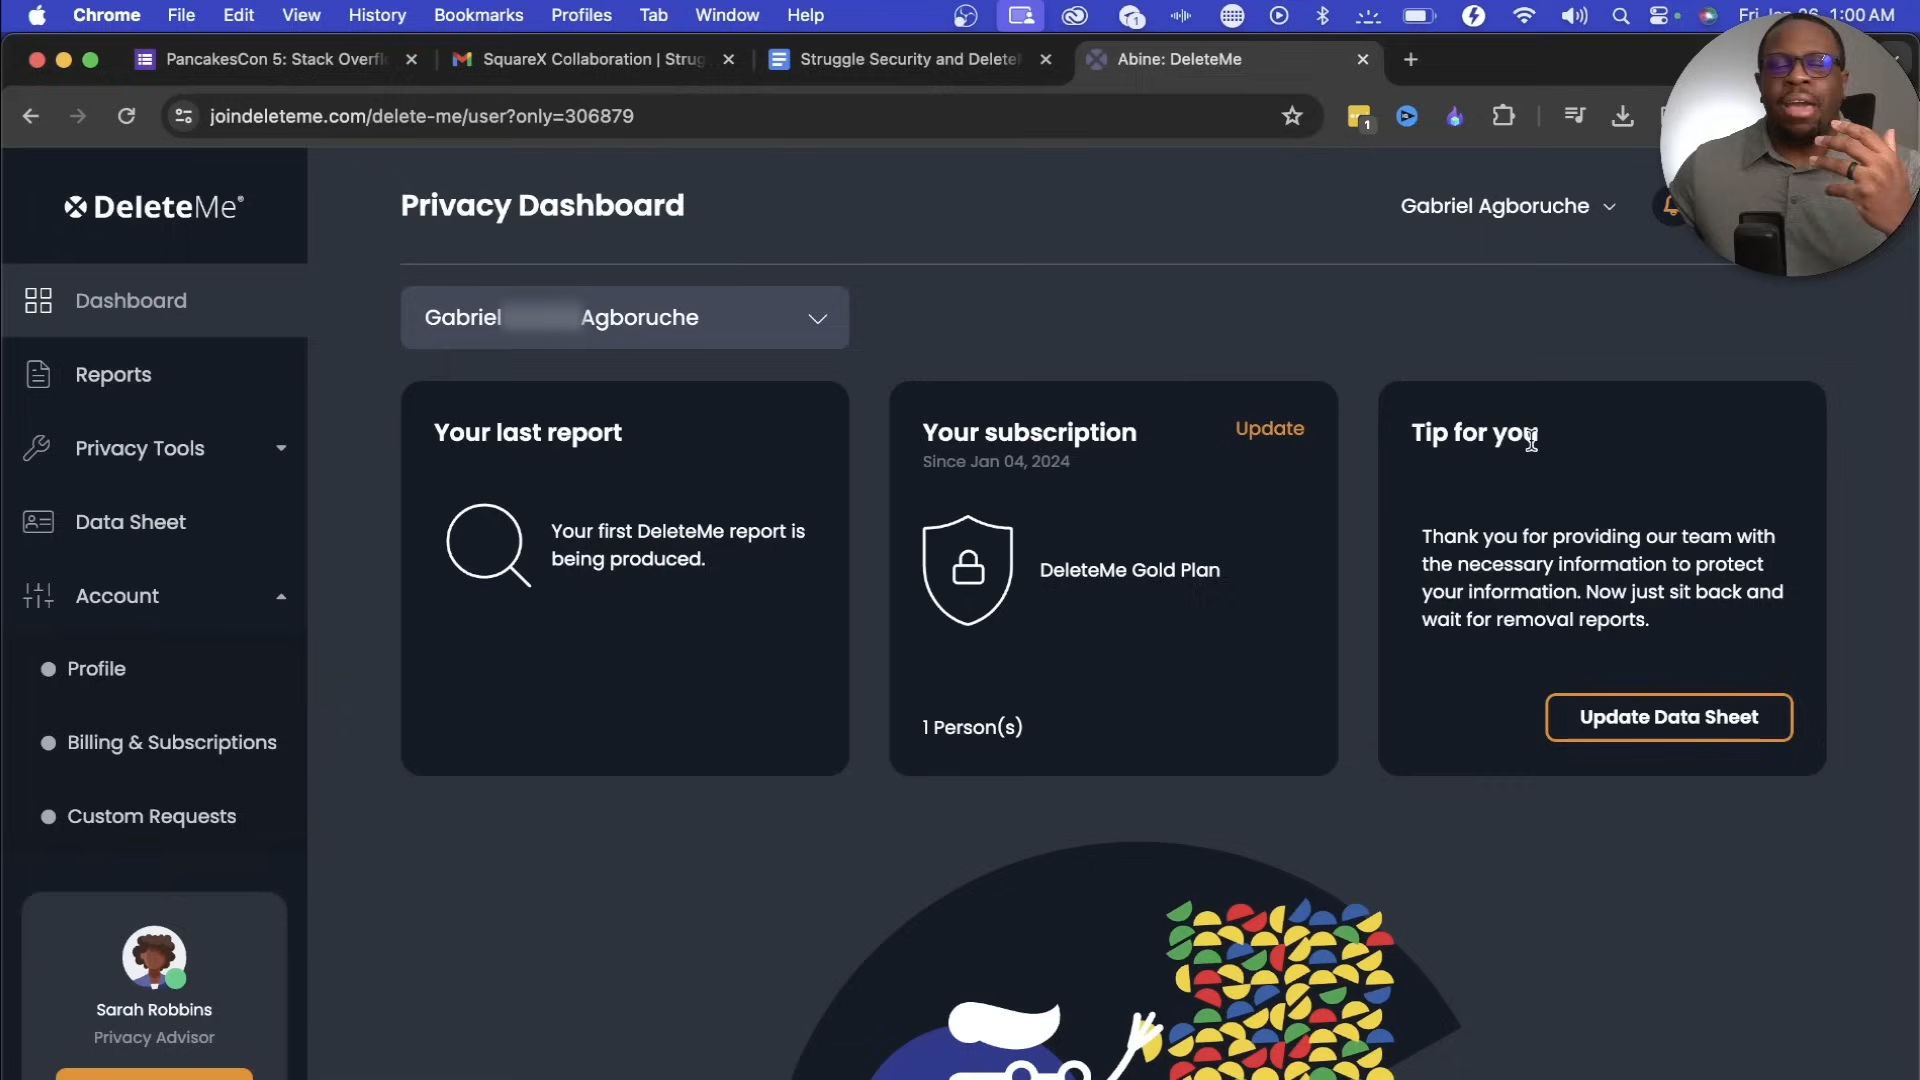 Chrome File Edit View History Bookmarks Profiles Tab Window Help
1:00 AM
PancakesCon 5: Stack Overfl
SquareX Collaboration | Strug
Struggle Security and Delete
Abine: DeleteMe
joindeleteme.com/delete-me/user?only=306879
1
DeleteMe®
Privacy Dashboard
Gabriel Agboruche
Dashboard
Gabriel Agboruche
Reports
Privacy Tools
Data Sheet
Account
Profile
Billing & Subscriptions
Custom Requests
Sarah Robbins
Privacy Advisor
Your last report
Your first DeleteMe report is
being produced.
Your subscription
Update
Since Jan 04, 2024
DeleteMe Gold Plan
1 Person(s)
Tip for you
Thank you for providing our team with
the necessary information to protect
your information. Now just sit back and
wait for removal reports.
Update Data Sheet